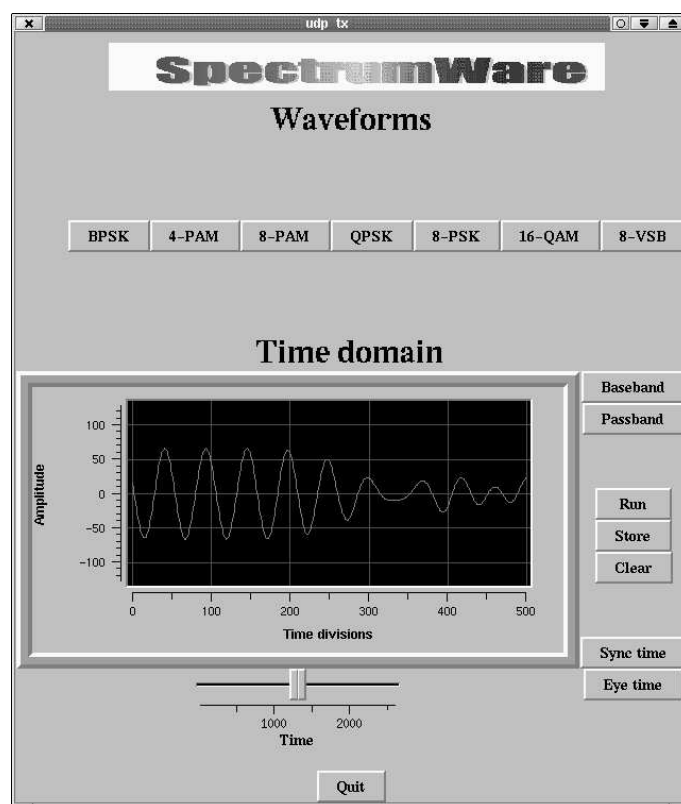 udp tx
SpectrumWare
Waveforms
BPSK 4-PAM 8-PAM QPSK 8-PSK 16-QAM 8-VSB
Time domain
Baseband
Passband
100
50
0
-50
-100
Amplitude
0 100 200 300 400 500
Time divisions
Run
Store
Clear
Sync time
Eye time
1000 2000
Time
Quit